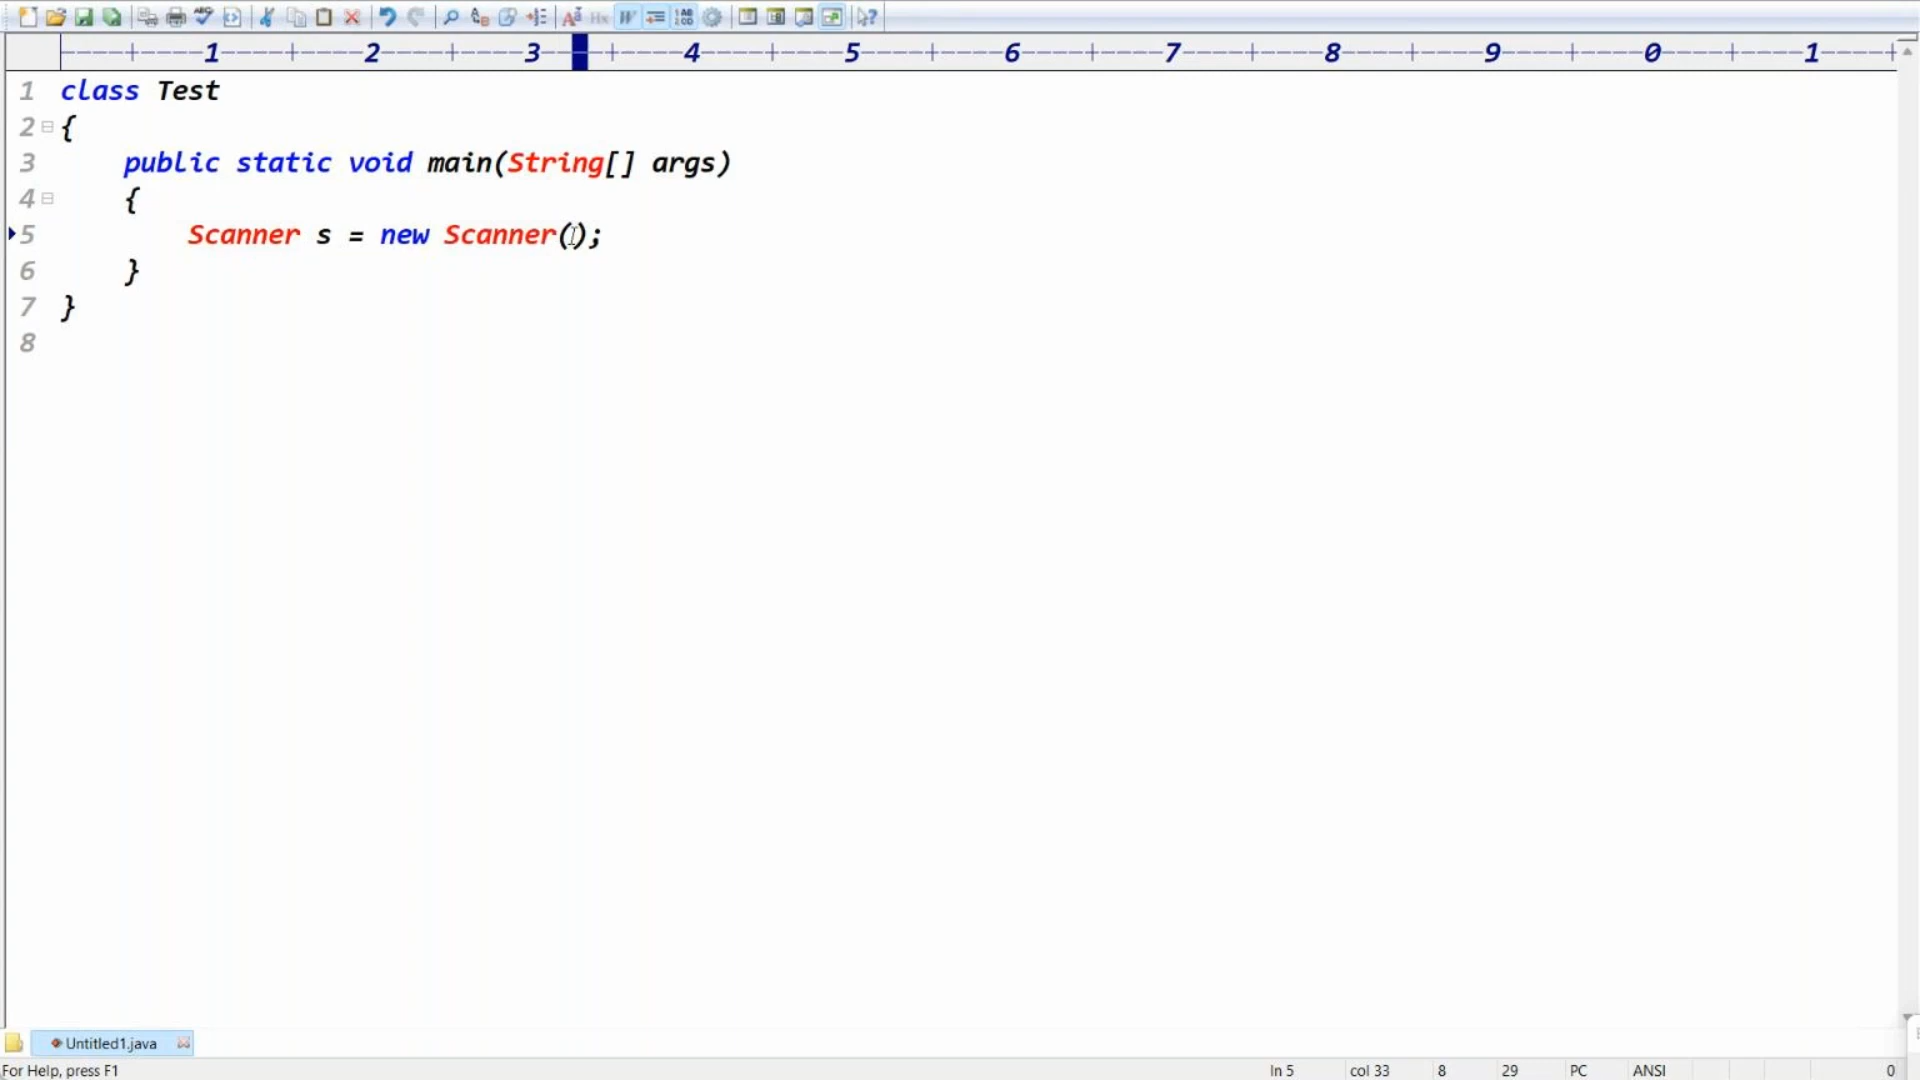 ----+----1----+----2----+----3----+----4----+----5----+----6----+----7----+----8----+----9----+----0----+----1----+
1 class Test
2 {
3     public static void main(String[] args)
4     {
5         Scanner s = new Scanner();
6     }
7 }
8
Untitled1.java
For Help, press F1 ln 5 col 33 8 29 PC ANSI 0